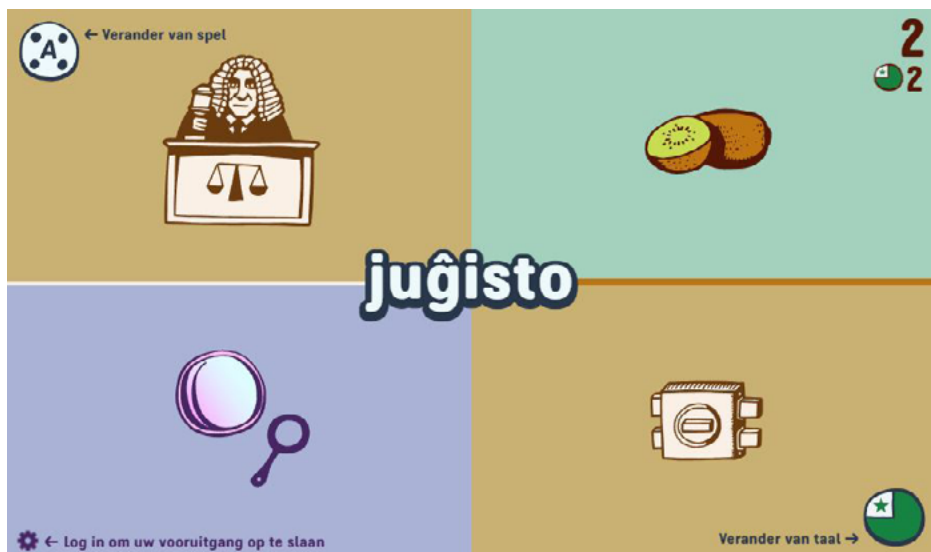 A
← Verander van spel
2
2
juĝisto
← Log in om uw vooruitgang op te slaan
Verander van taal →